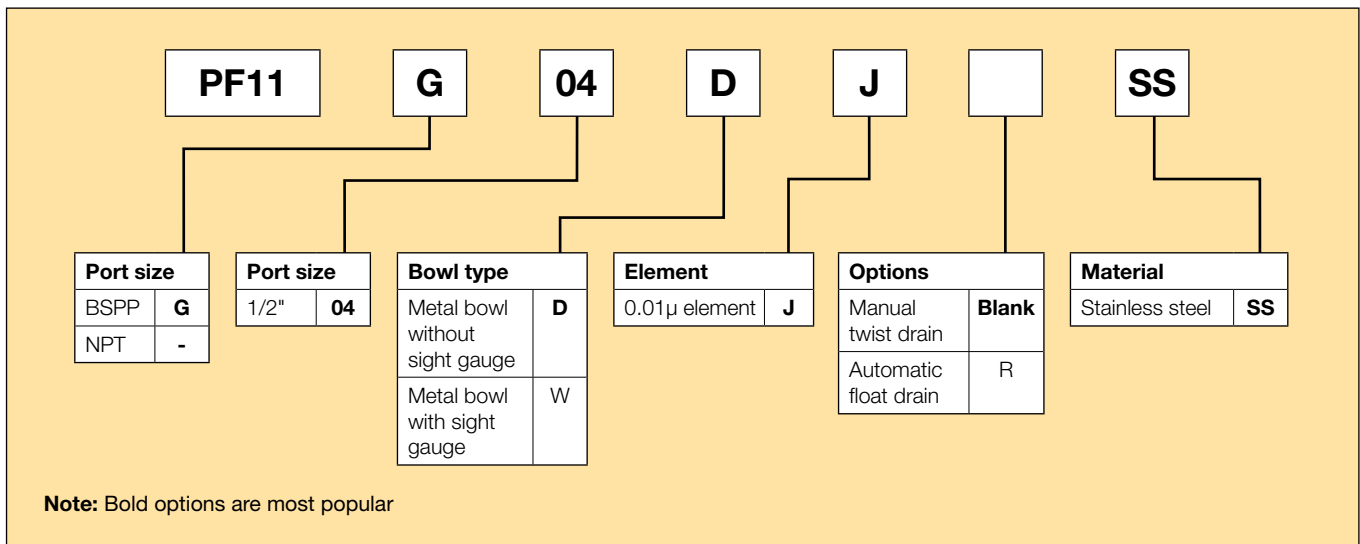 PF11 G 04 D J SS
Port size
BSPP G
NPT -
Port size
1/2" 04
Bowl type
Metal bowl D
without
sight gauge
Metal bowl W
with sight
gauge
Element
0.01µ element J
Options
Manual Blank
twist drain
Automatic R
float drain
Material
Stainless steel SS
Note: Bold options are most popular